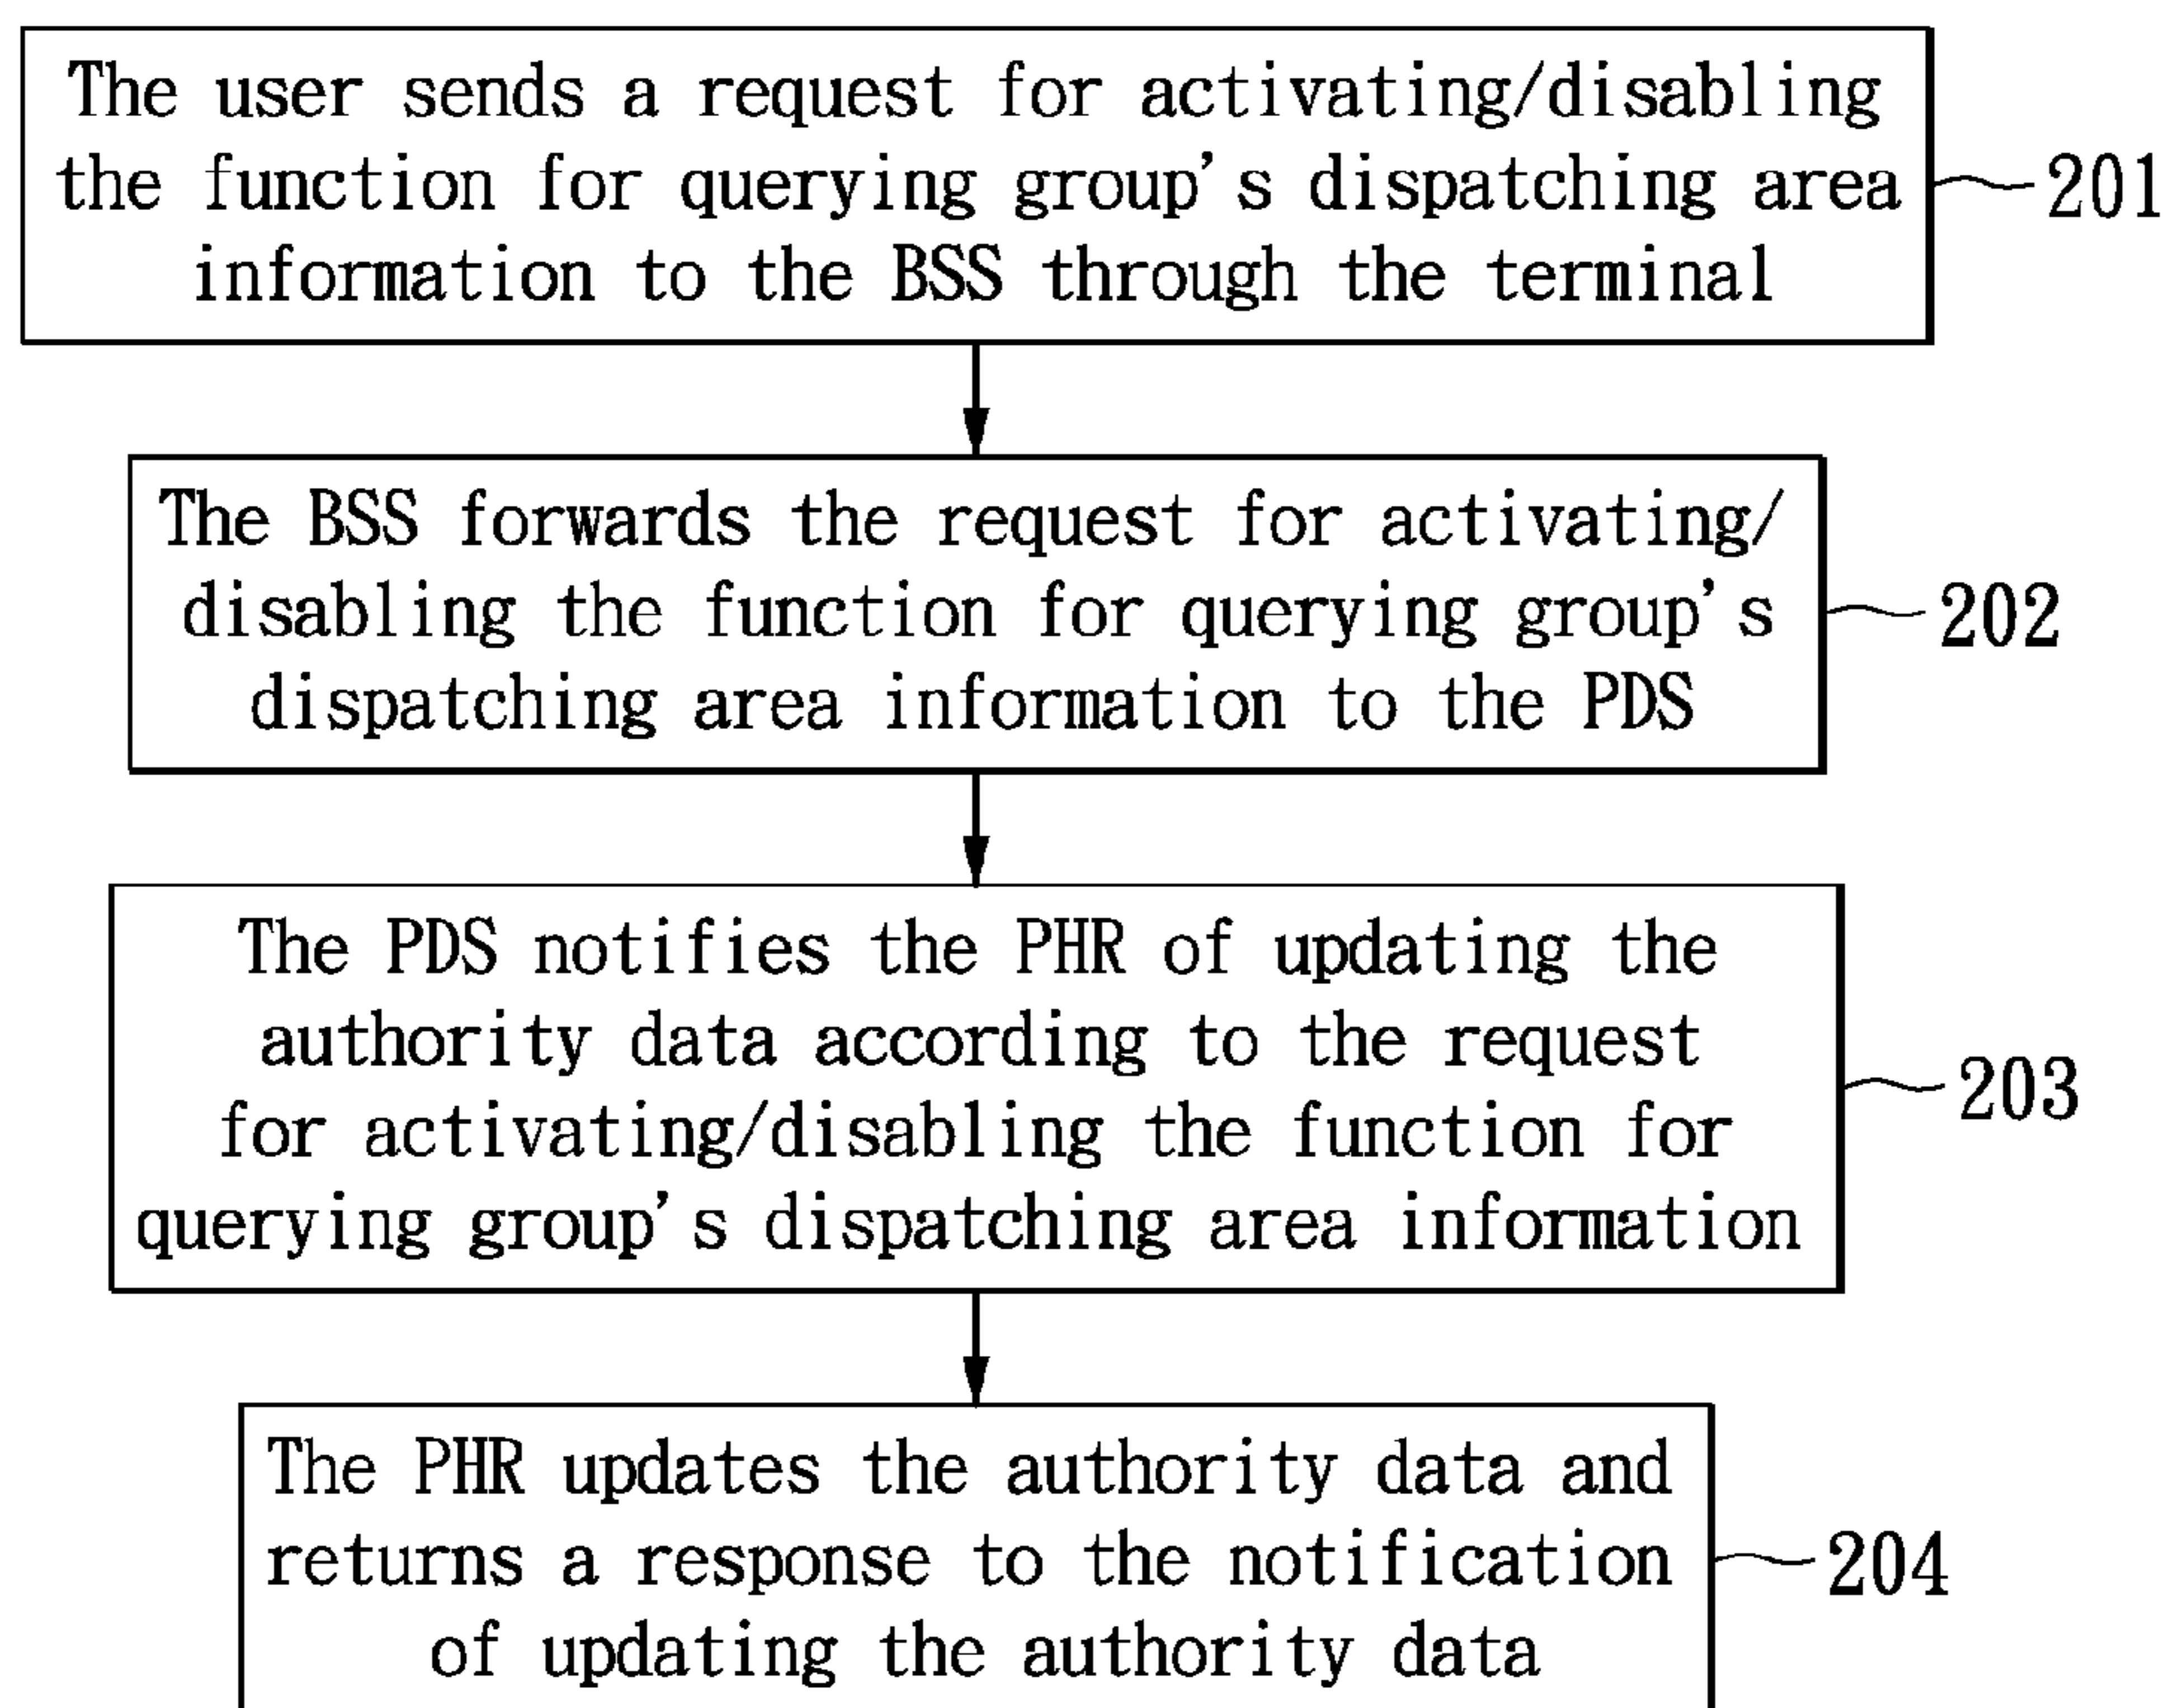 The user sends a request for activating/disabling
the function for querying group's dispatching area
information to the BSS through the terminal
201
The BSS forwards the request for activating/
disabling the function for querying group's
dispatching area information to the PDS
202
The PDS notifies the PHR of updating the
authority data according to the request
for activating/disabling the function for
querying group's dispatching area information
203
The PHR updates the authority data and
returns a response to the notification
of updating the authority data
204